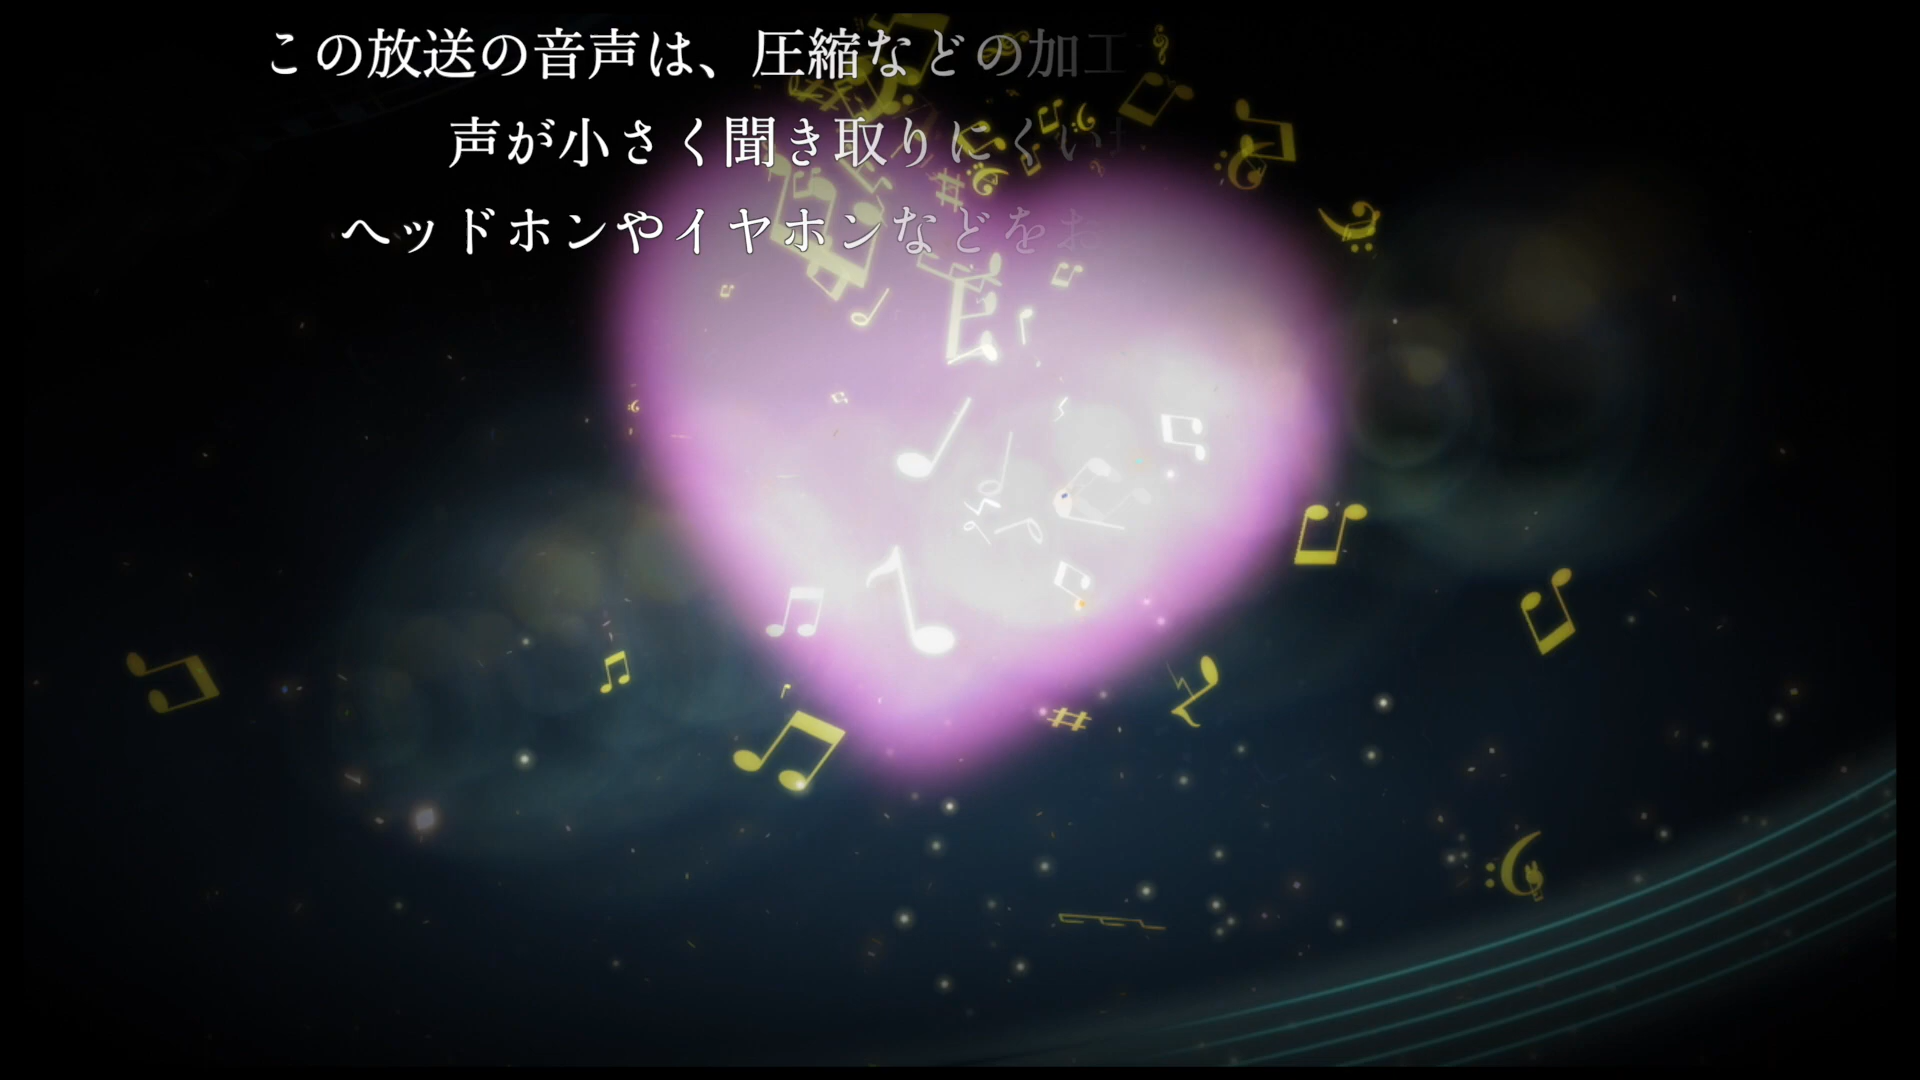 この放送の音声は、圧縮などの加工
声が小さく聞き取りにくい
ヘッドホンやイヤホンなどをお